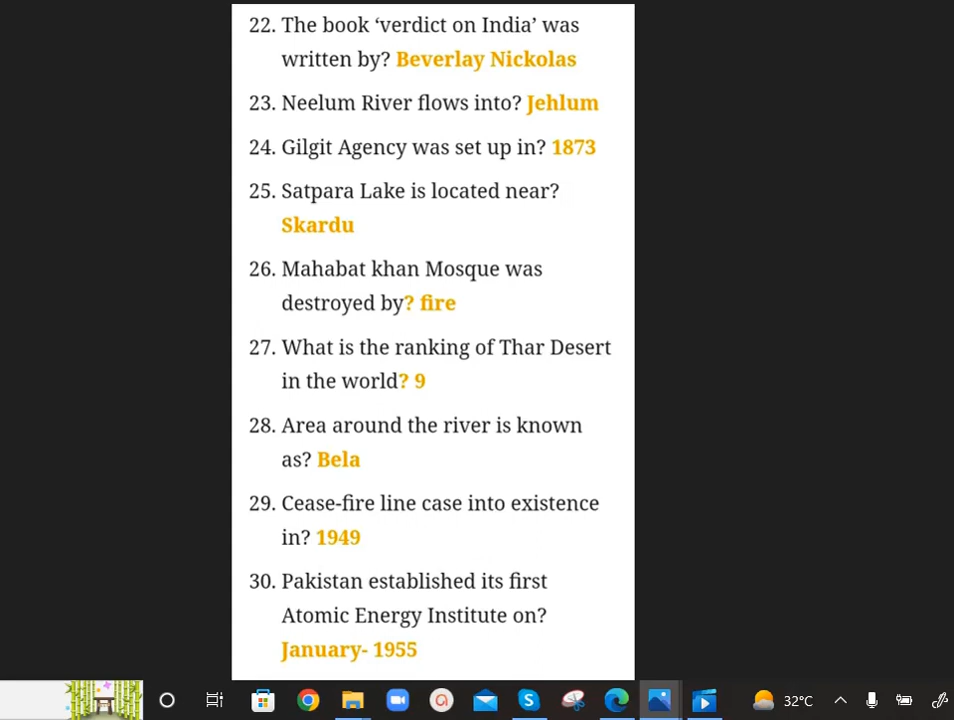 22. The book ‘verdict on India’ was
written by? Beverlay Nickolas
23. Neelum River flows into? Jehlum
24. Gilgit Agency was set up in? 1873
25. Satpara Lake is located near?
Skardu
26. Mahabat khan Mosque was
destroyed by? fire
27. What is the ranking of Thar Desert
in the world? 9
28. Area around the river is known
as? Bela
29. Cease-fire line case into existence
in? 1949
30. Pakistan established its first
Atomic Energy Institute on?
January- 1955
32°C